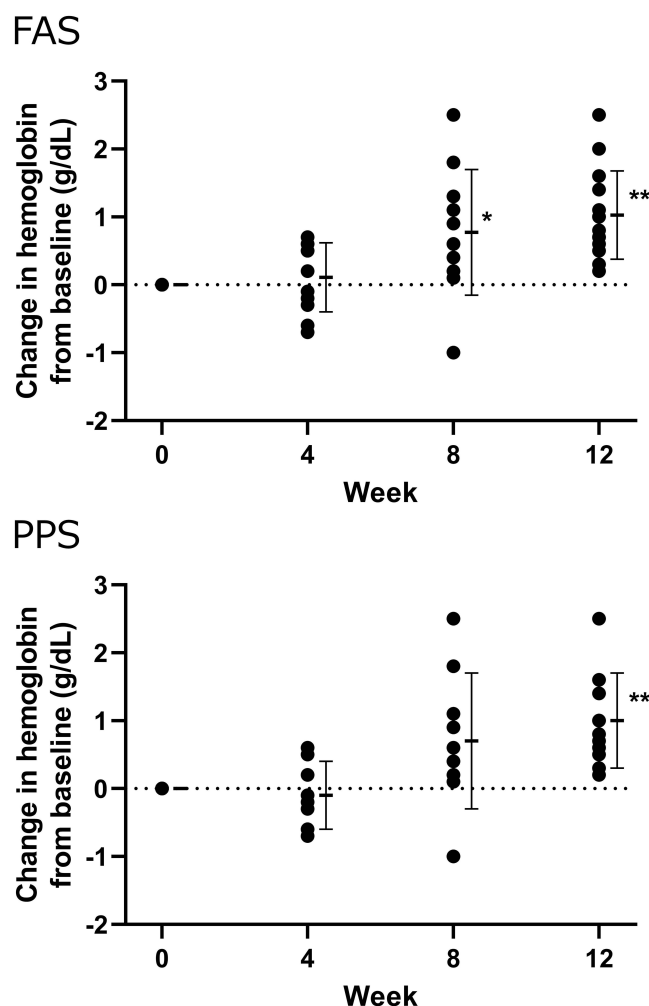 FAS
Change in hemoglobin
from baseline (g/dL)
3
2
1
0
-1
-2
*
**
0 4 8 12
Week
PPS
Change in hemoglobin
from baseline (g/dL)
3
2
1
0
-1
-2
**
0 4 8 12
Week